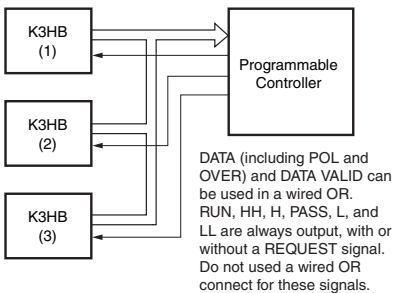 K3HB
(1)
Programmable
Controller
K3HB
(2)
K3HB
(3)
DATA (including POL and
OVER) and DATA VALID can
be used in a wired OR.
RUN, HH, H, PASS, L, and
LL are always output, with or
without a REQUEST signal.
Do not used a wired OR
connect for these signals.